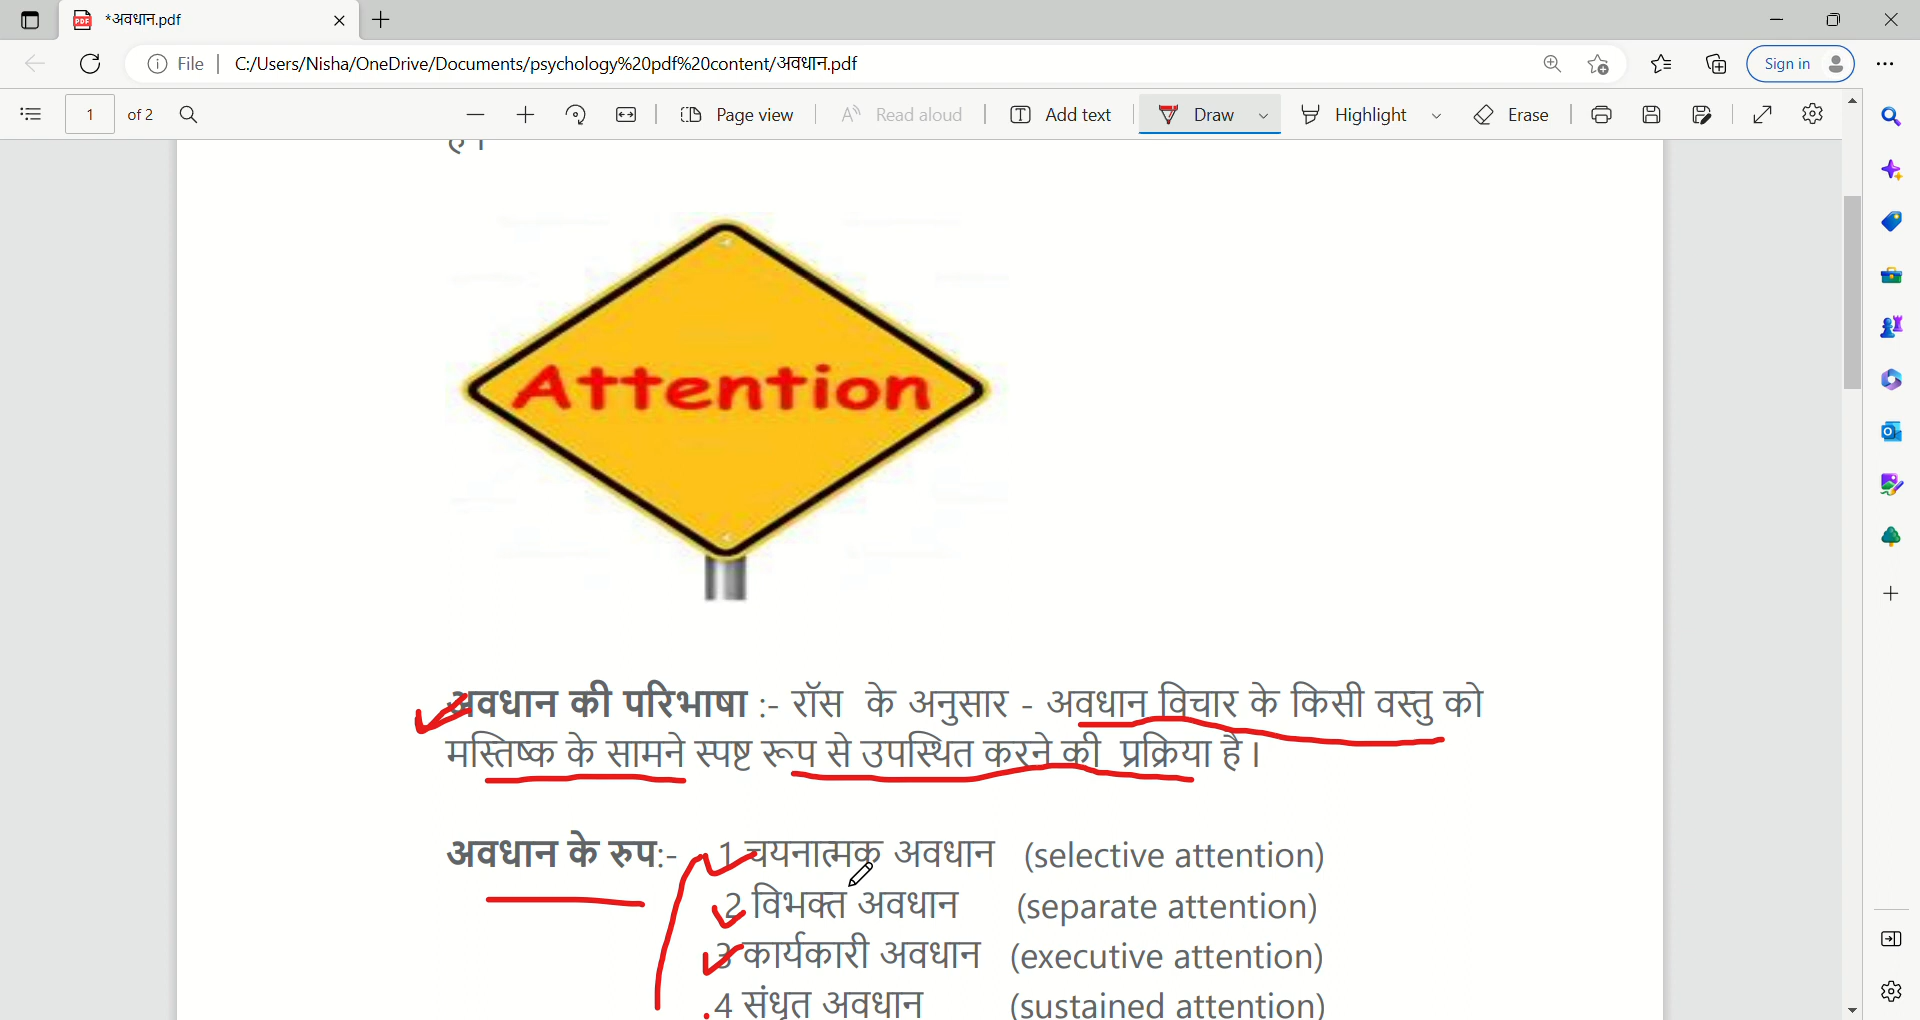 *अवधान.pdf
File
C:/Users/Nisha/OneDrive/Documents/psychology%20pdf%20content/अवधान.pdf
Sign in
1 of 2
Page view
Read aloud
Add text
Draw
Highlight
Erase
Attention
अवधान की परिभाषा :- रॉस के अनुसार - अवधान विचार के किसी वस्तु को
मस्तिष्क के सामने स्पष्ट रूप से उपस्थित करने की प्रक्रिया है ।
अवधान के रुप:- 1 चयनात्मक अवधान (selective attention)
2 विभक्त अवधान (separate attention)
3 कार्यकारी अवधान (executive attention)
.4 संधृत अवधान (sustained attention)